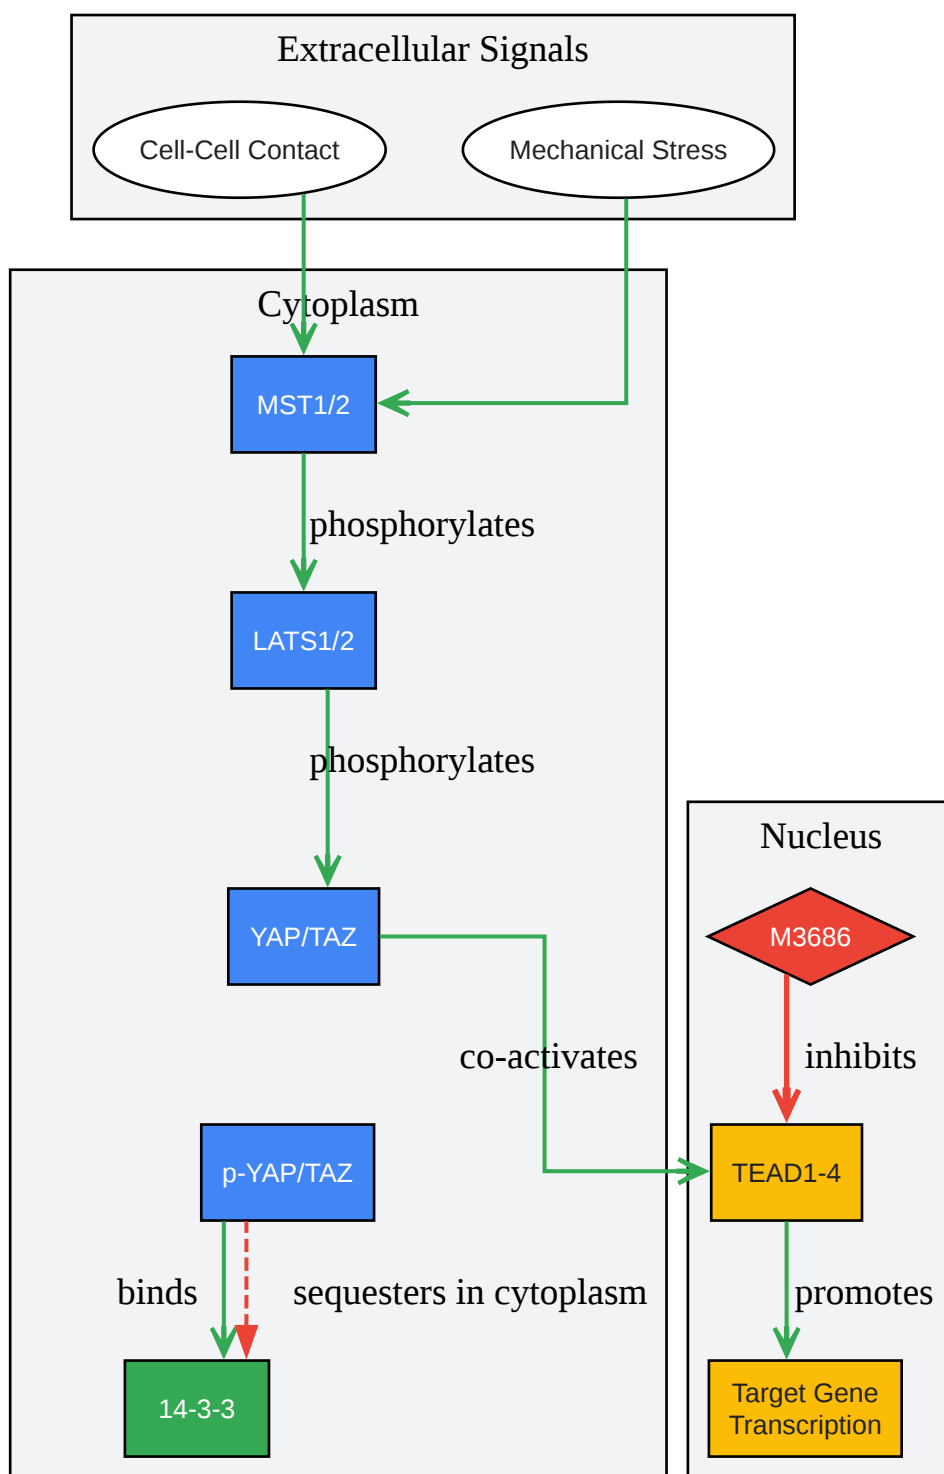 Extracellular Signals
Cell-Cell Contact
Mechanical Stress
Cytoplasm
MST1/2
phosphorylates
LATS1/2
phosphorylates
Nucleus
YAP/TAZ
M3686
co-activates
inhibits
p-YAP/TAZ
TEAD1-4
binds
sequesters in cytoplasm
promotes
14-3-3
Target Gene
Transcription